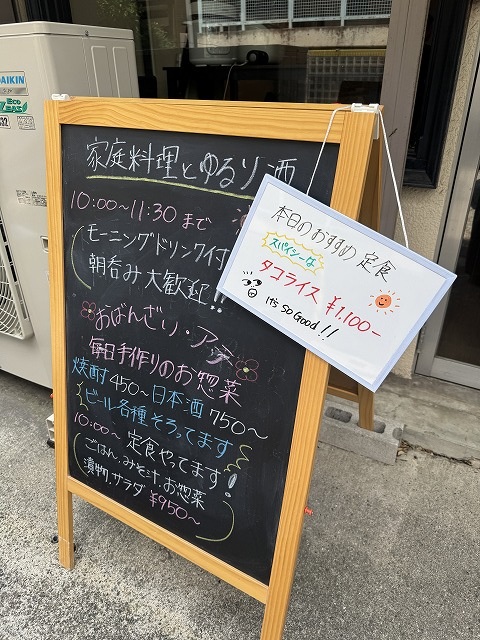 DAIKIN
Eco
家庭料理とゆるり酒
10:00〜11:30まで
モーニングドリンク付
朝呑み大歓迎!!
おばんざい・アテ
毎日手作りのお惣菜
焼酎450〜日本酒750〜
ビール各種そろってます
10:00〜定食やってます!
ごはん、みそ汁、お惣菜
漬物、サラダ ¥950〜
本日のおすすめ定食
スパイシーな
タコライス ¥1.100-
It's so Good!!